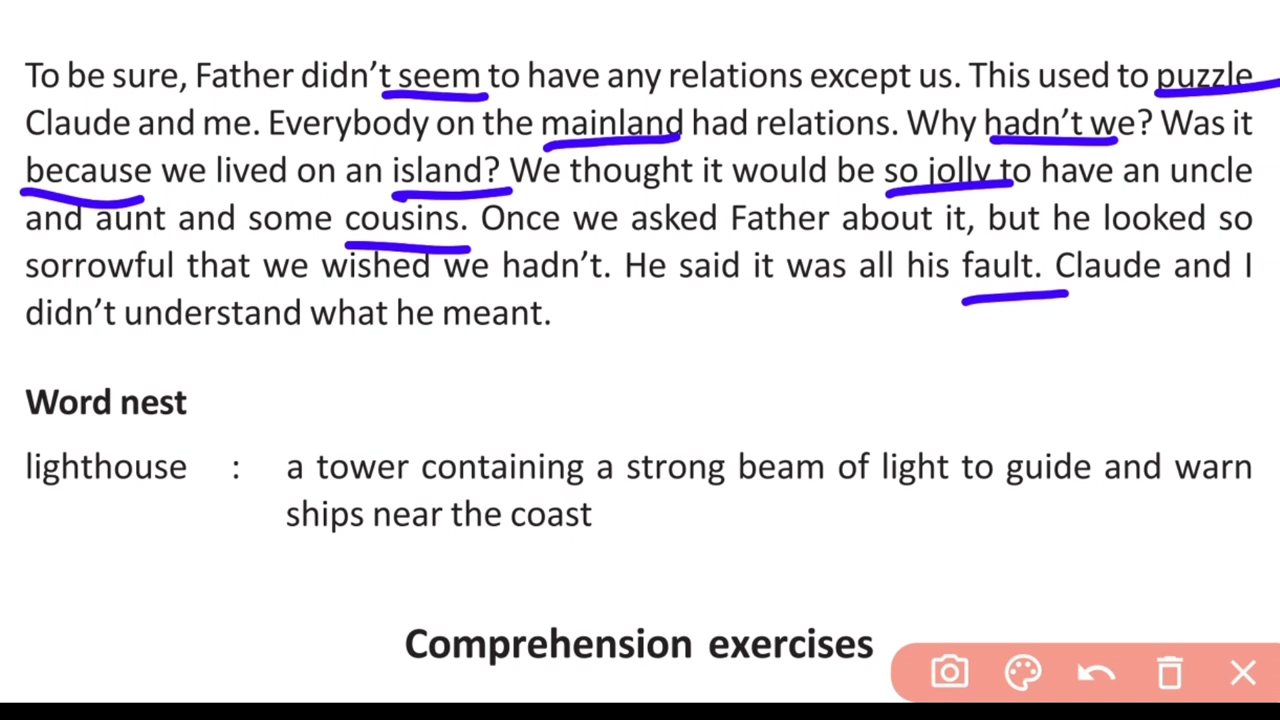 To be sure, Father didn’t seem to have any relations except us. This used to puzzle
Claude and me. Everybody on the mainland had relations. Why hadn’t we? Was it
because we lived on an island? We thought it would be so jolly to have an uncle
and aunt and some cousins. Once we asked Father about it, but he looked so
sorrowful that we wished we hadn’t. He said it was all his fault. Claude and I
didn’t understand what he meant.
Word nest
lighthouse : a tower containing a strong beam of light to guide and warn
ships near the coast
Comprehension exercises